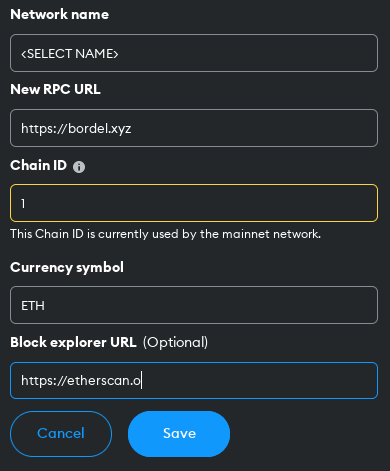 Network name
<SELECT NAME>
New RPC URL
https://bordel.xyz
Chain ID
1
This Chain ID is currently used by the mainnet network.
Currency symbol
ETH
Block explorer URL (Optional)
https://etherscan.o
Cancel Save